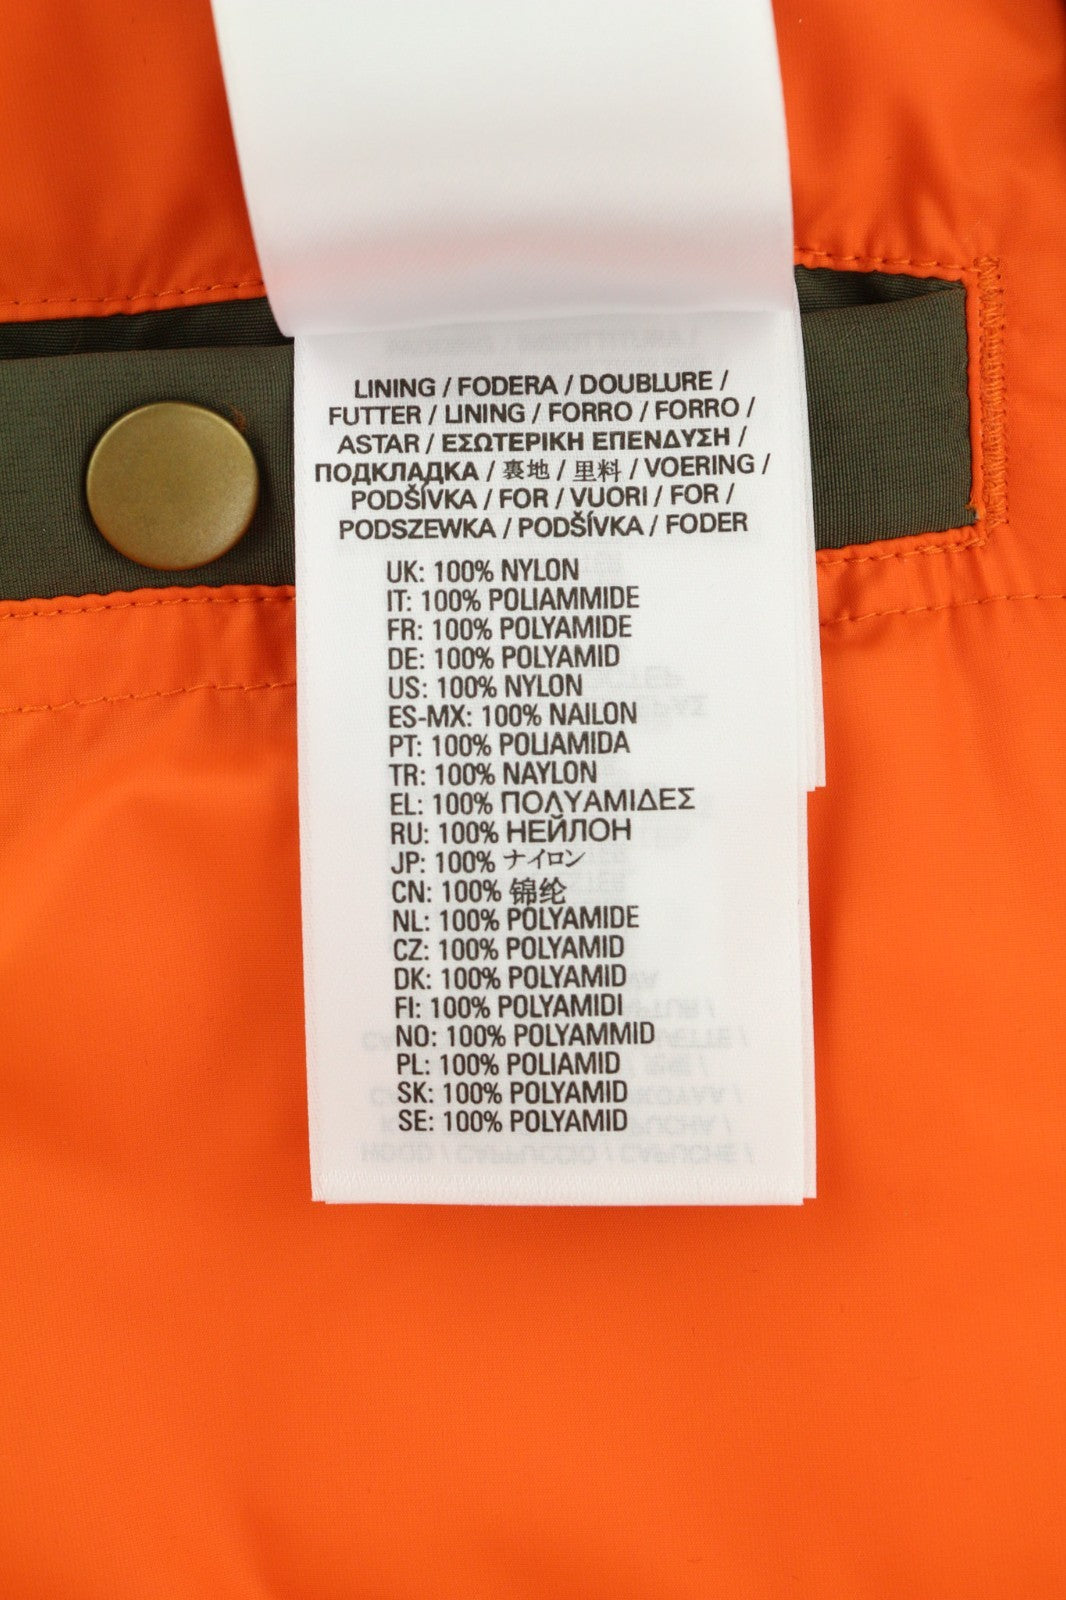 LINING / FODERA / DOUBLURE /
FUTTER / LINING / FORRO / FORRO /
ASTAR / ΕΣΩΤΕΡΙΚΗ ΕΠΕΝΔΥΣΗ /
ПОДКЛАДКА / 裏地 / 里料 / VOERING /
PODŠÍVKA / FOR / VUORI / FOR /
PODSZEWKA / PODŠÍVKA / FODER
UK: 100% NYLON
IT: 100% POLIAMMIDE
FR: 100% POLYAMIDE
DE: 100% POLYAMID
US: 100% NYLON
ES-MX: 100% NAILON
PT: 100% POLIAMIDA
TR: 100% NAYLON
EL: 100% ΠΟΛΥΑΜΙΔΕΣ
RU: 100% НЕЙЛОН
JP: 100% ナイロン
CN: 100% 锦纶
NL: 100% POLYAMIDE
CZ: 100% POLYAMID
DK: 100% POLYAMID
FI: 100% POLYAMIDI
NO: 100% POLYAMMID
PL: 100% POLIAMID
SK: 100% POLYAMID
SE: 100% POLYAMID